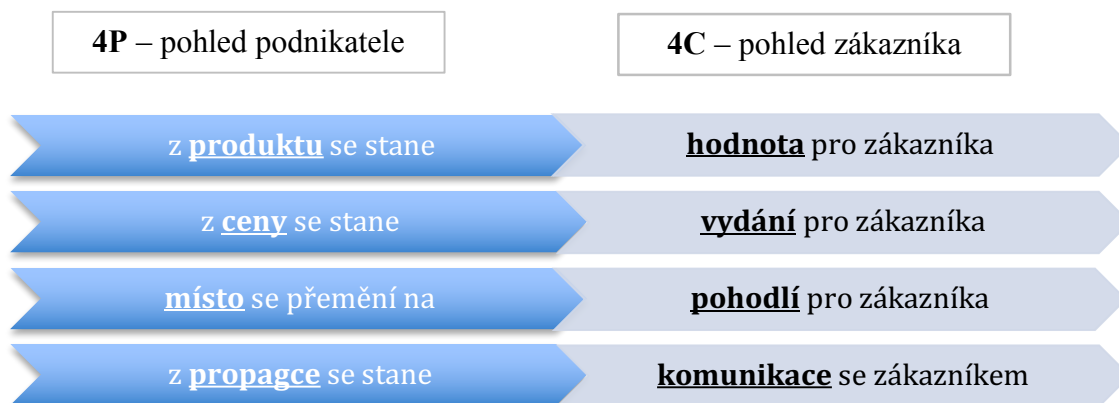 4P – pohled podnikatele
4C – pohled zákazníka
z produktu se stane
hodnota pro zákazníka
z ceny se stane
vydání pro zákazníka
místo se přemění na
pohodlí pro zákazníka
z propagce se stane
komunikace se zákazníkem